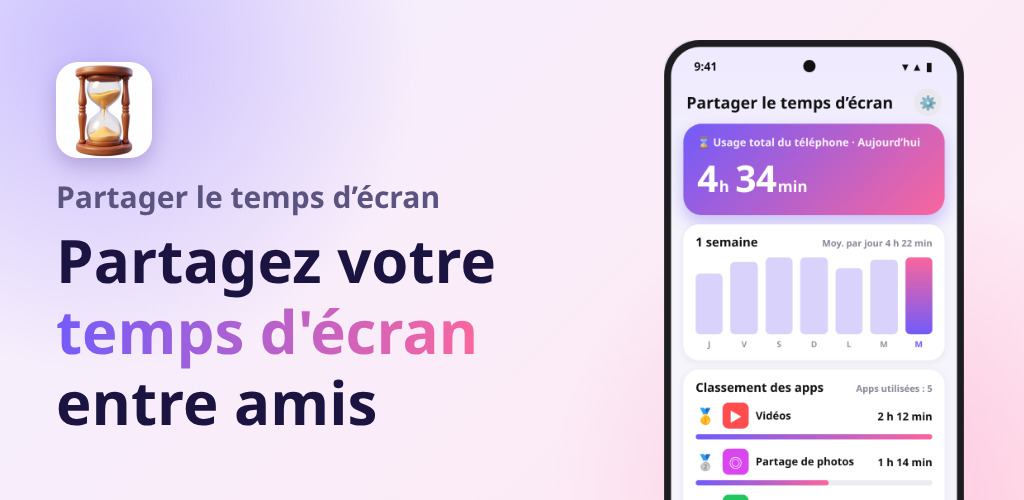 Partager le temps d’écran
Partagez votre
temps d'écran
entre amis
9:41
Partager le temps d’écran
Usage total du téléphone · Aujourd’hui
4h 34min
1 semaine
Moy. par jour 4 h 22 min
J V S D L M M
Classement des apps
Apps utilisées : 5
Vidéos
2 h 12 min
Partage de photos
1 h 14 min